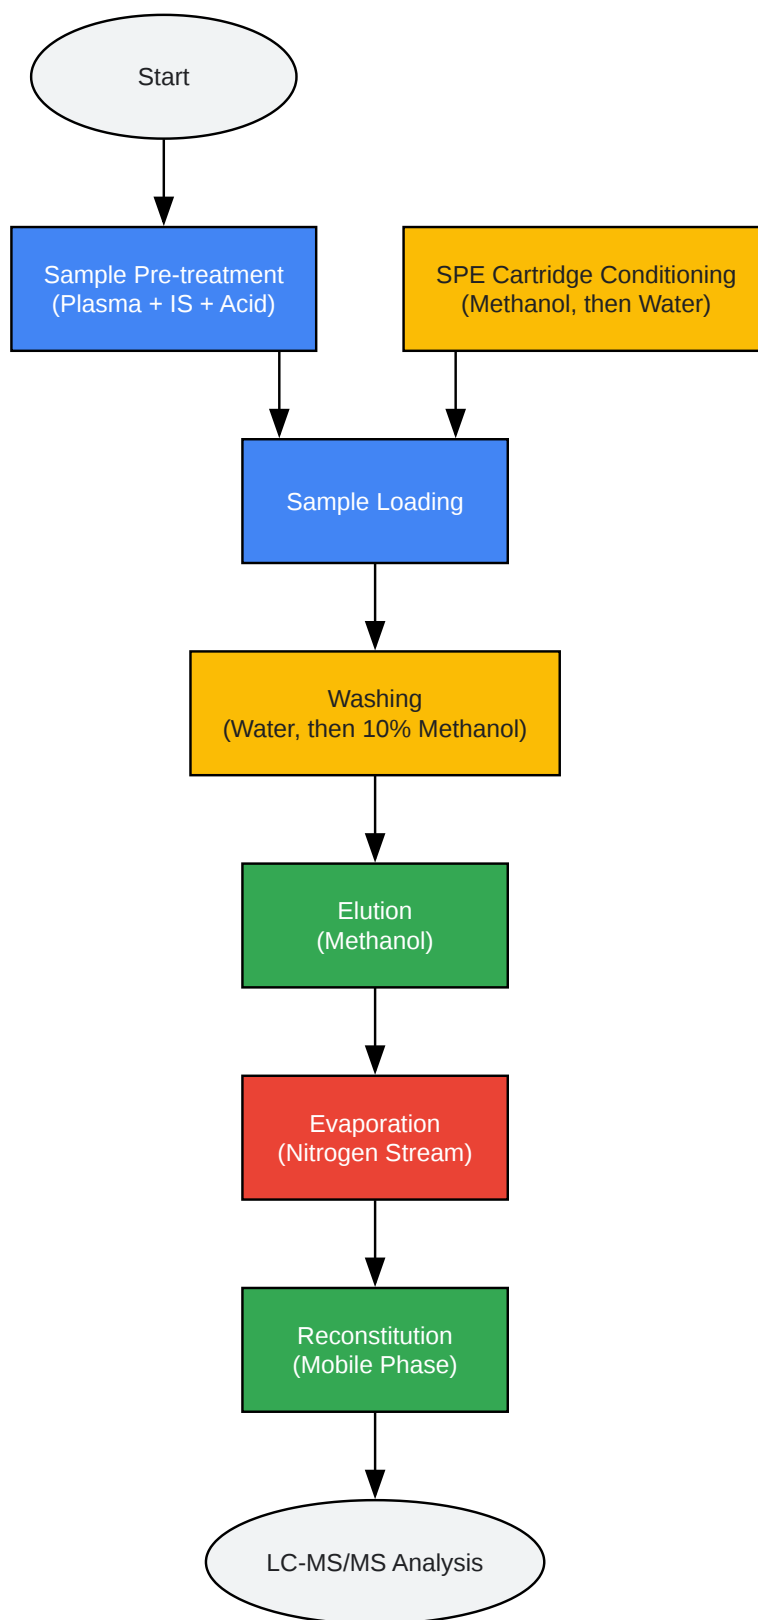 Start
Sample Pre-treatment
(Plasma + IS + Acid)
SPE Cartridge Conditioning
(Methanol, then Water)
Sample Loading
Washing
(Water, then 10% Methanol)
Elution
(Methanol)
Evaporation
(Nitrogen Stream)
Reconstitution
(Mobile Phase)
LC-MS/MS Analysis